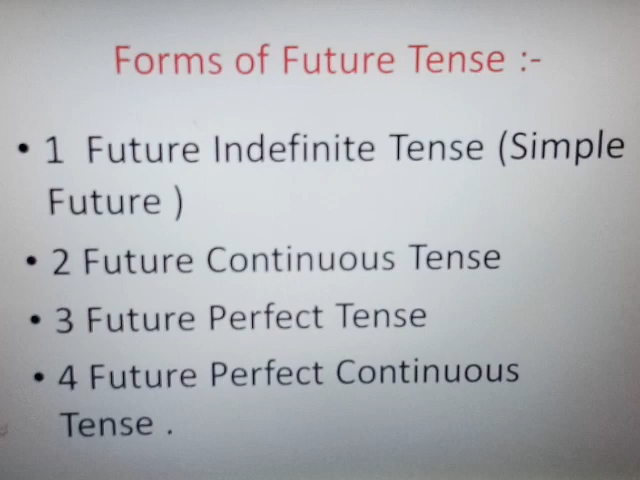 Forms of Future Tense :-
• 1 Future Indefinite Tense (Simple
Future )
• 2 Future Continuous Tense
• 3 Future Perfect Tense
• 4 Future Perfect Continuous
Tense .